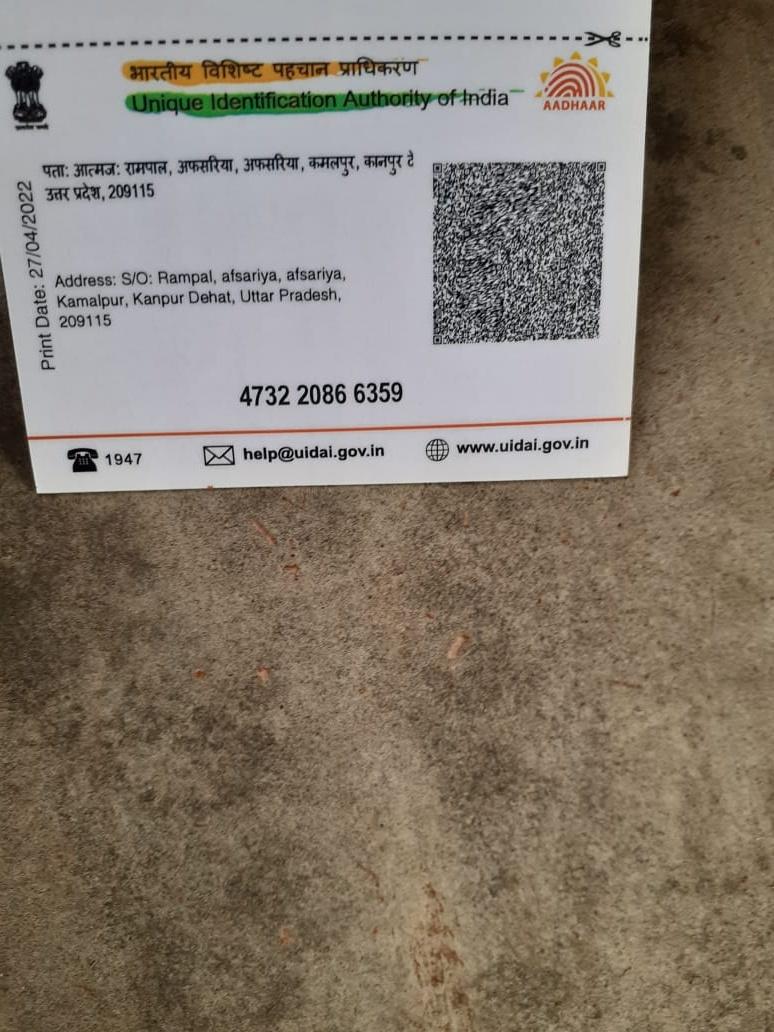 भारतीय विशिष्ट पहचान प्राधिकरण
Unique Identification Authority of India
AADHAAR
पता: आत्मज: रामपाल, अफसरिया, अफसरिया, कमलपुर, कानपुर दे
उत्तर प्रदेश, 209115
Print Date: 27/04/2022
Address: S/O: Rampal, afsariya, afsariya,
Kamalpur, Kanpur Dehat, Uttar Pradesh,
209115
4732 2086 6359
1947
help@uidai.gov.in
www.uidai.gov.in